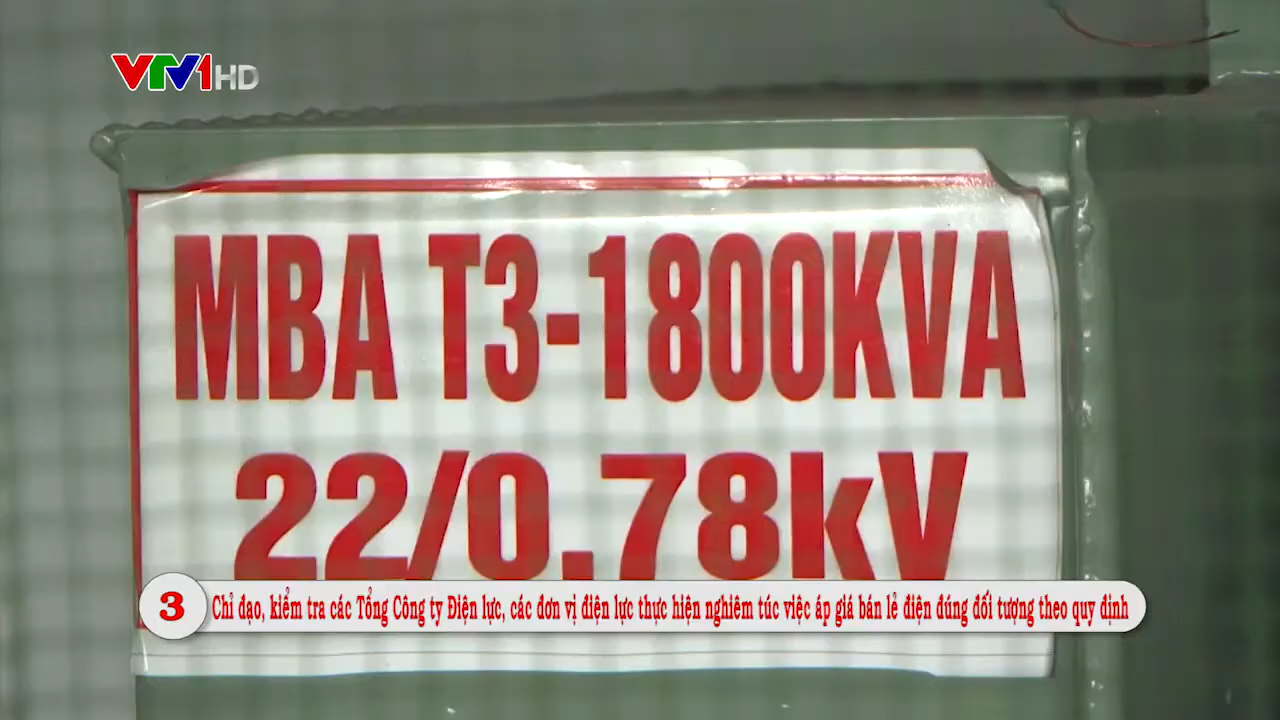 VTV1 HD
MBA T3-1800KVA
22/0.78kV
3 Chỉ đạo, kiểm tra các Tổng Công ty Điện lực, các đơn vị điện lực thực hiện nghiêm túc việc áp giá bán lẻ điện đúng đối tượng theo quy định